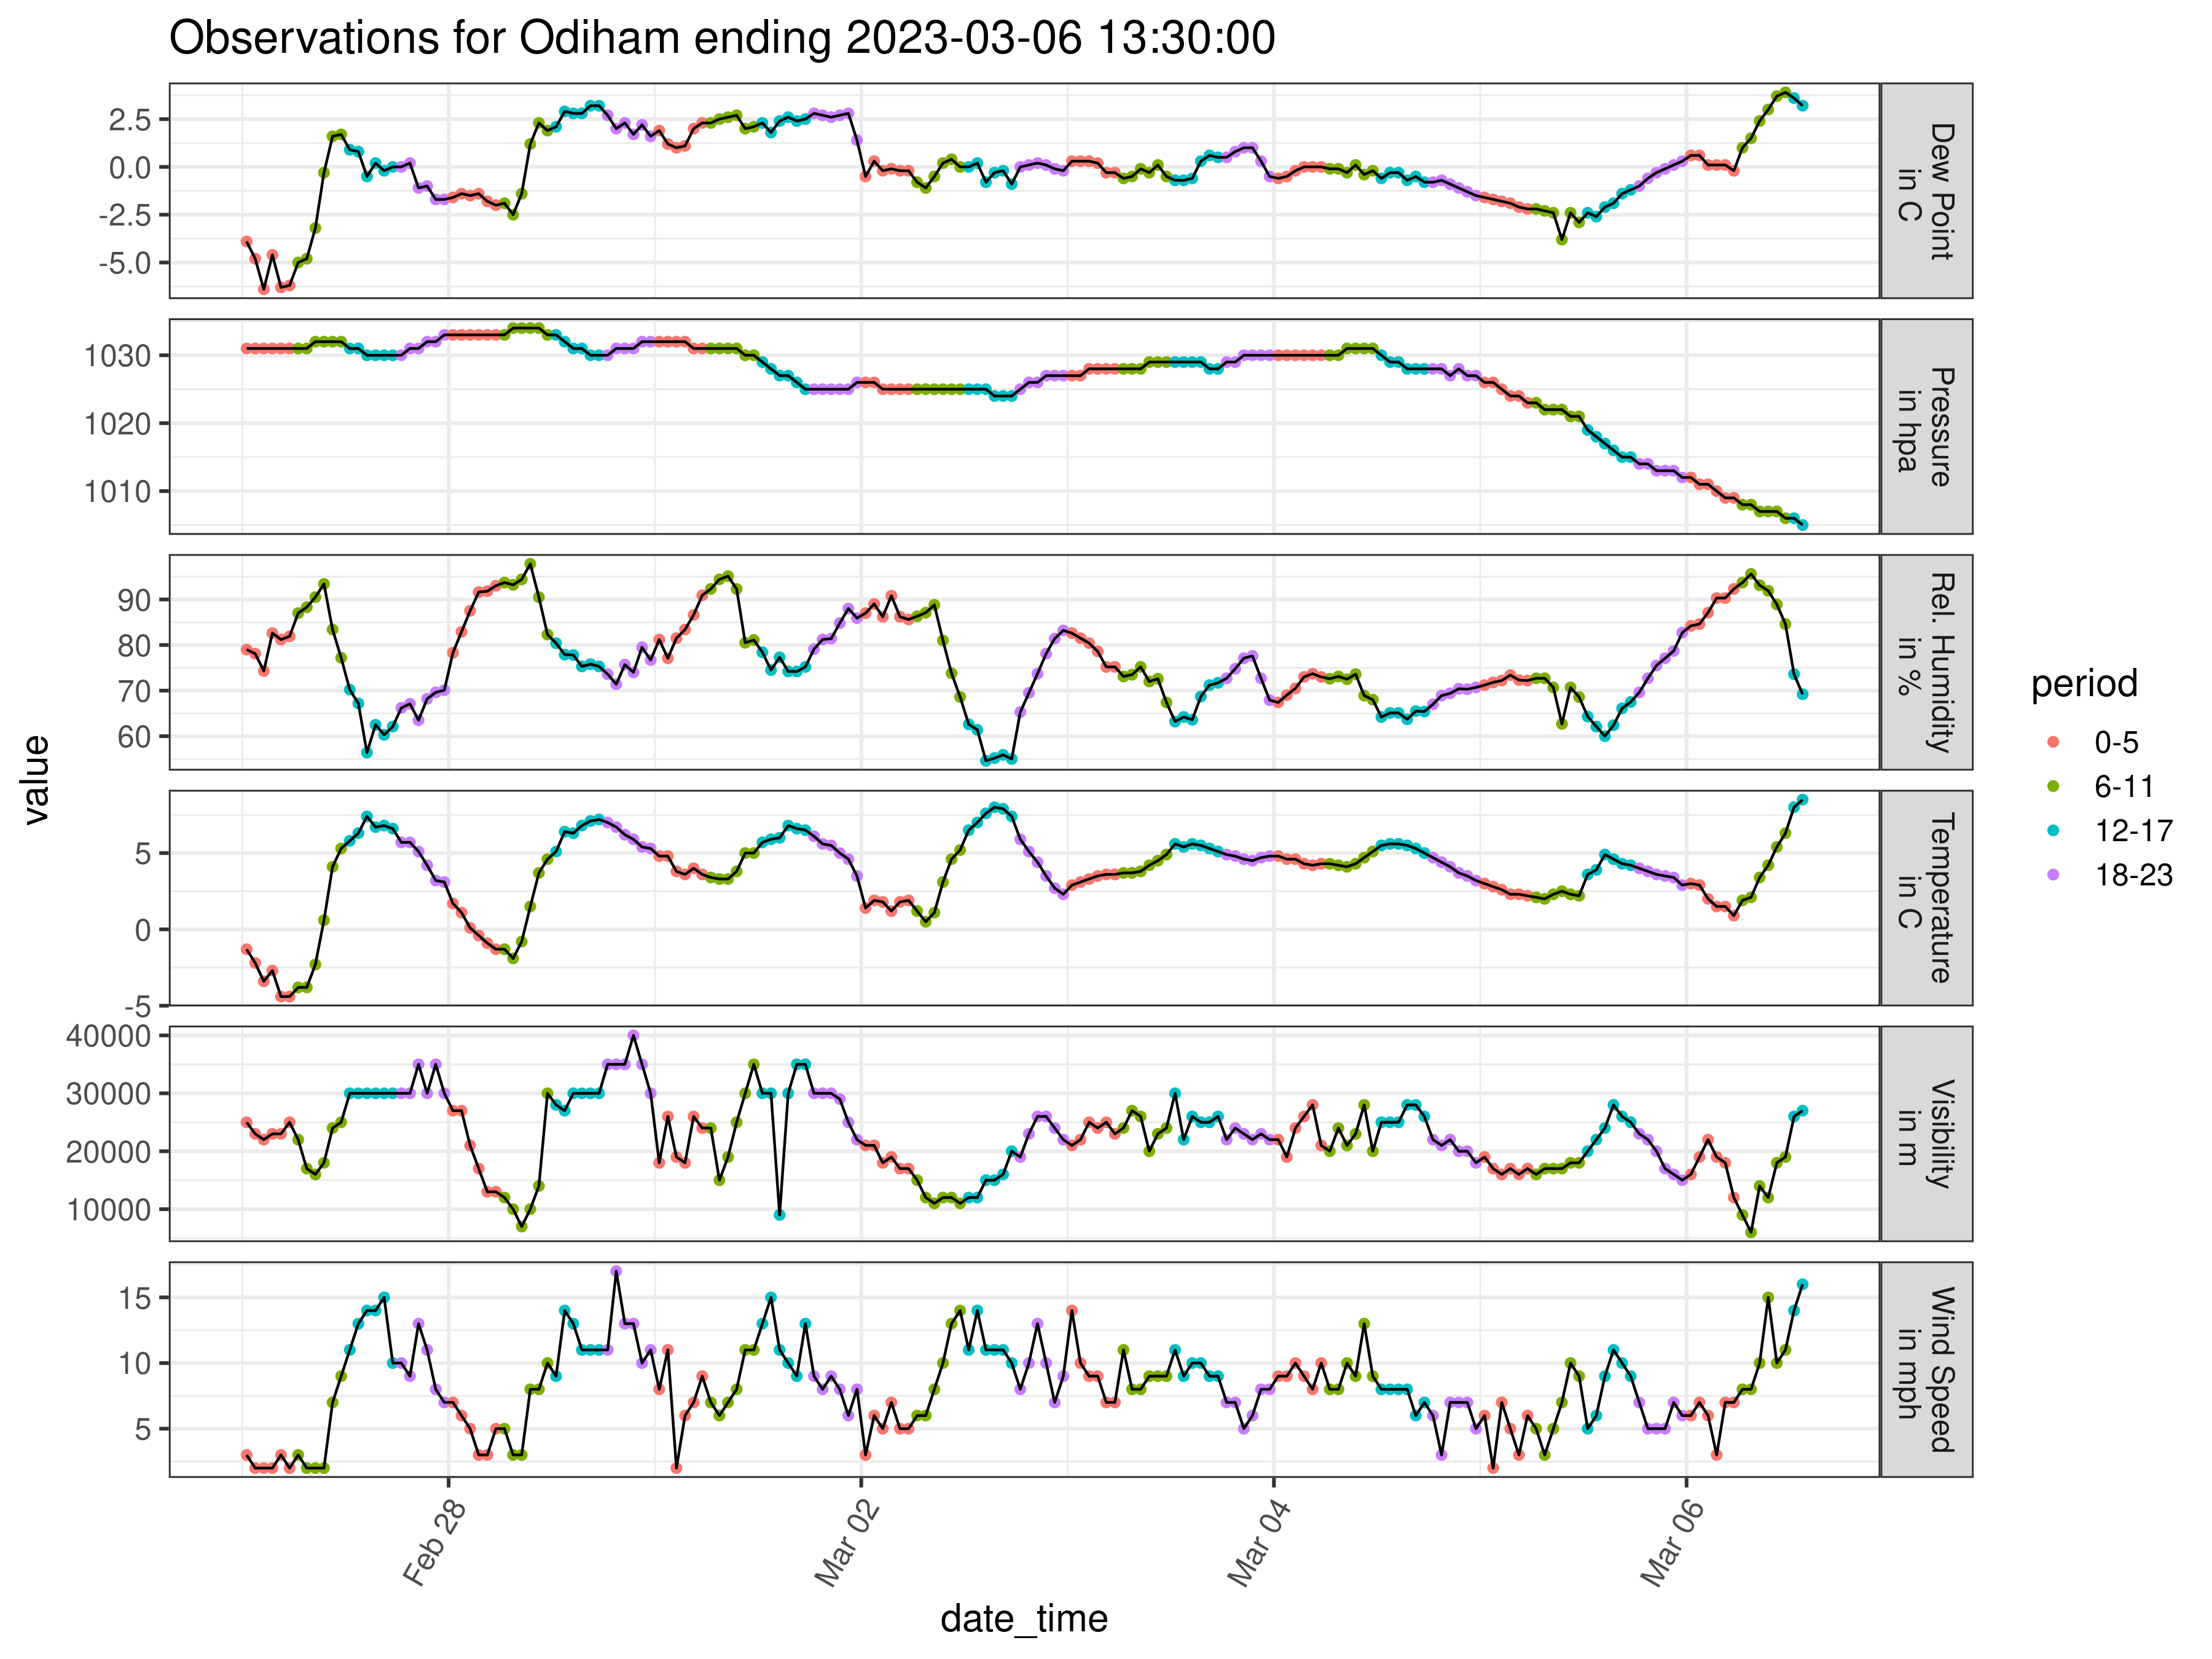 Observations for Odiham ending 2023-03-06 13:30:00
value
2.5
0.0
-2.5
-5.0
Dew Point
in C
1030
1020
1010
Pressure
in hpa
90
80
70
60
Rel. Humidity
in %
5
0
-5
Temperature
in C
40000
30000
20000
10000
Visibility
in m
15
10
5
Wind Speed
in mph
Feb 28
Mar 02
Mar 04
Mar 06
date_time
period
0-5
6-11
12-17
18-23